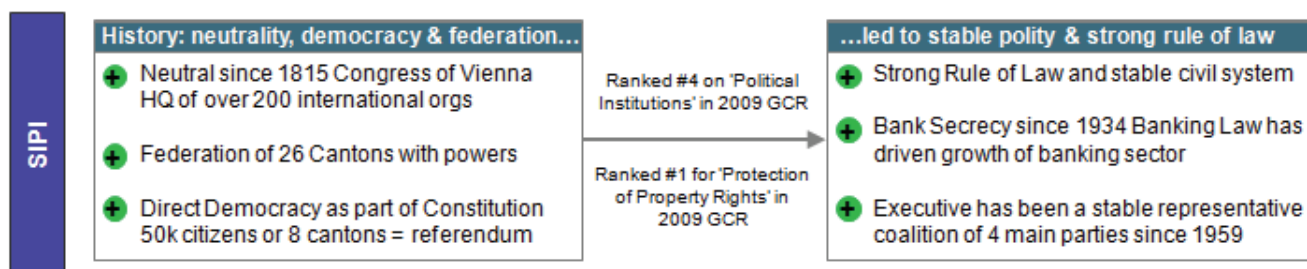 SIPI
History: neutrality, democracy & federation...
Neutral since 1815 Congress of Vienna
HQ of over 200 international orgs
Federation of 26 Cantons with powers
Direct Democracy as part of Constitution
50k citizens or 8 cantons = referendum
Ranked #4 on 'Political
Institutions' in 2009 GCR
Ranked #1 for 'Protection
of Property Rights' in
2009 GCR
...led to stable polity & strong rule of law
Strong Rule of Law and stable civil system
Bank Secrecy since 1934 Banking Law has
driven growth of banking sector
Executive has been a stable representative
coalition of 4 main parties since 1959